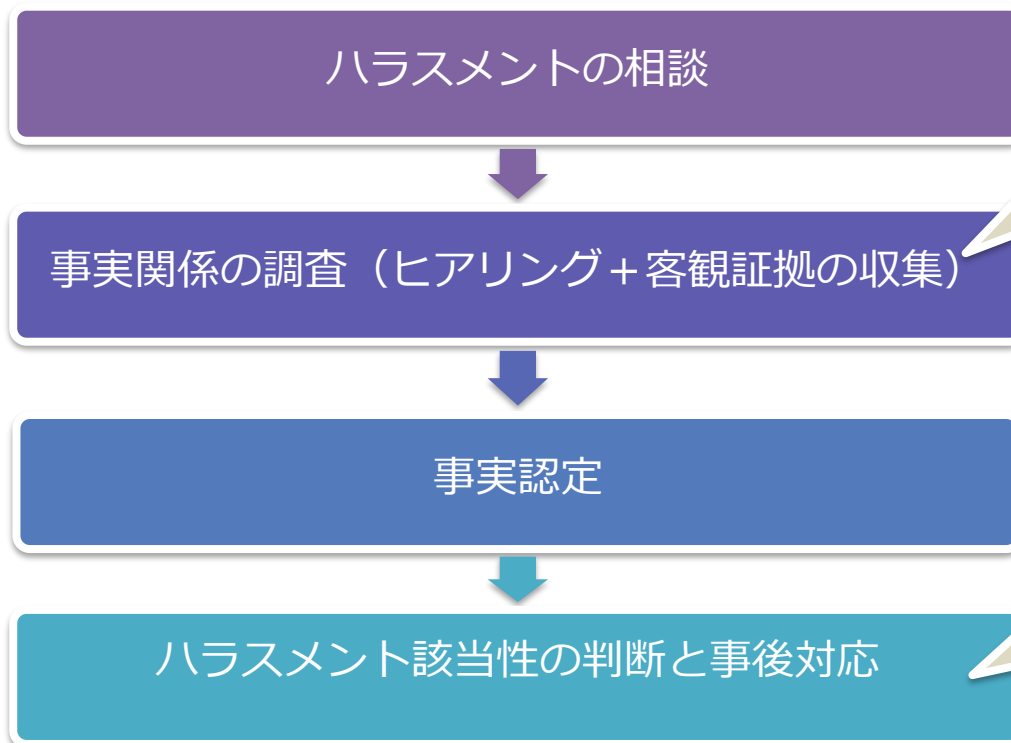 ハラスメントの相談
事実関係の調査（ヒアリング＋客観証拠の収集）
事実認定
ハラスメント該当性の判断と事後対応